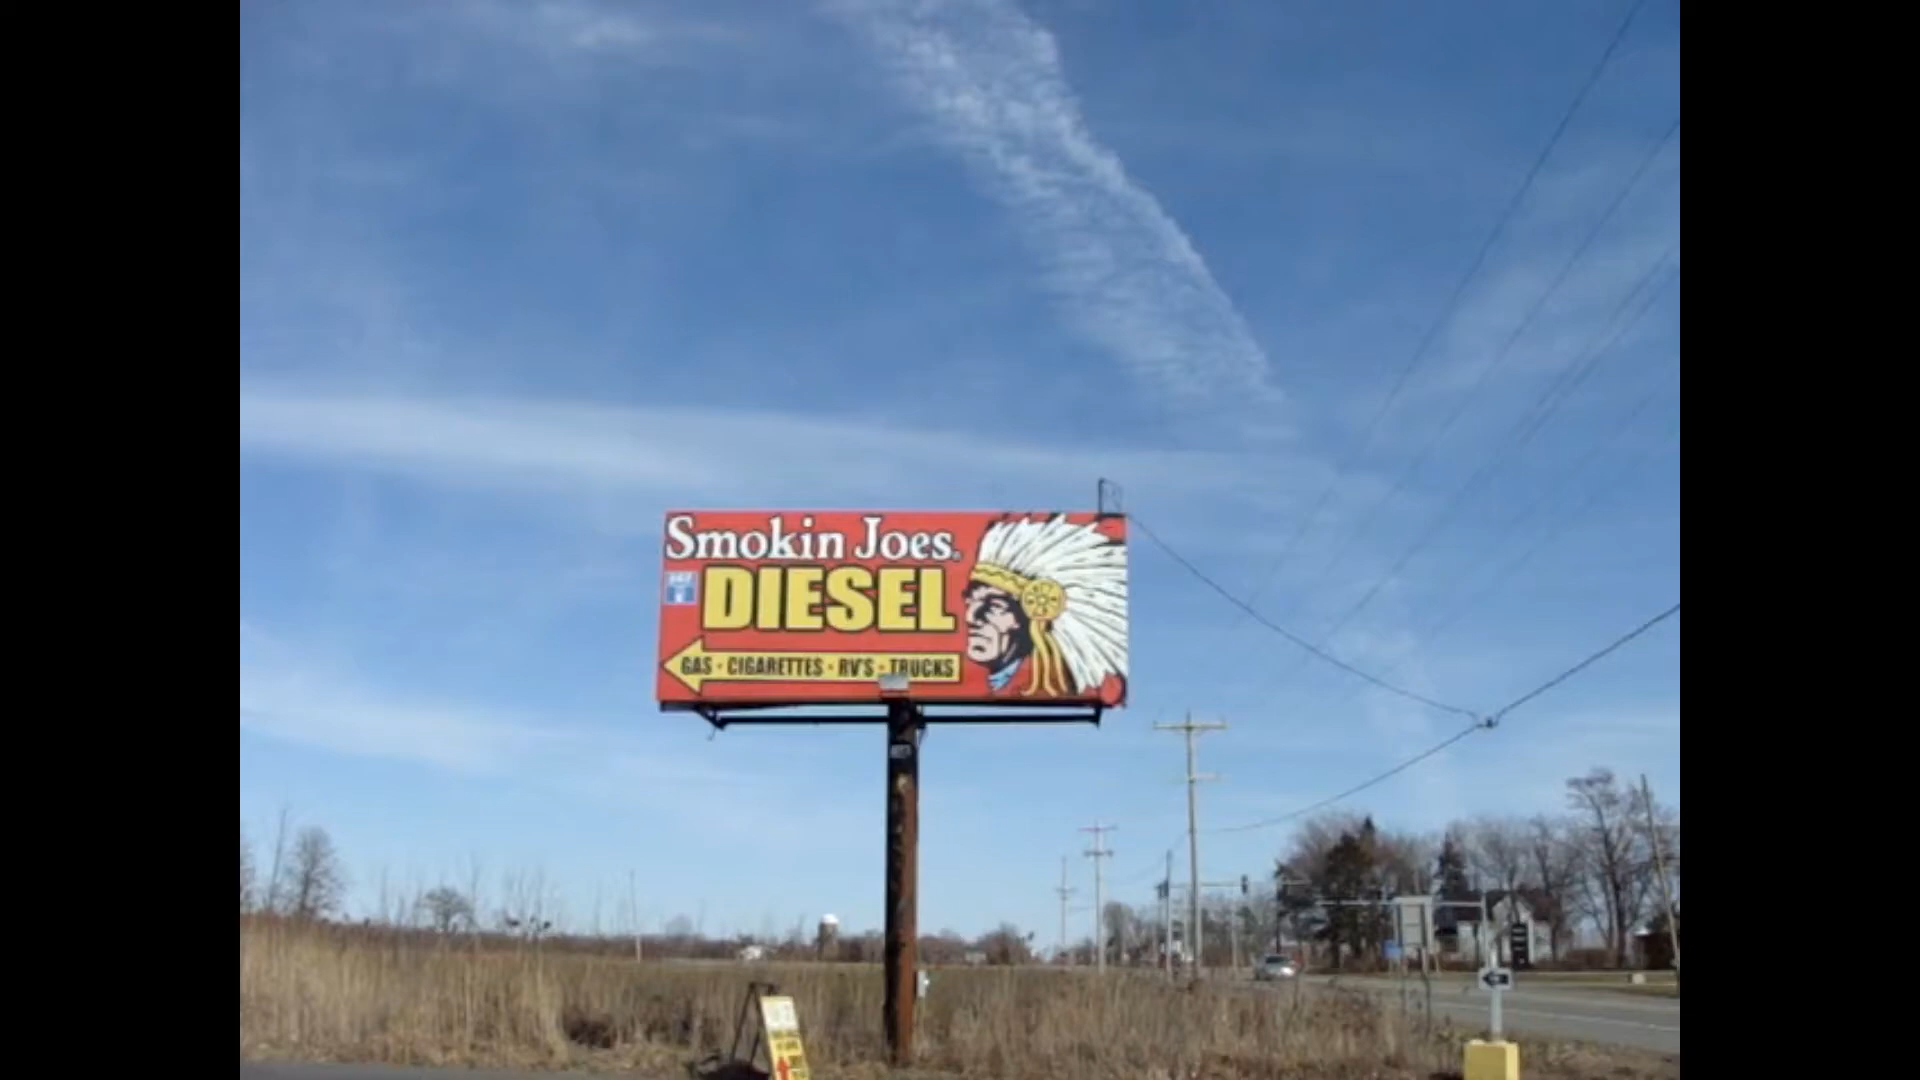 Smokin Joes®
DIESEL
GAS • CIGARETTES • RV'S • TRUCKS